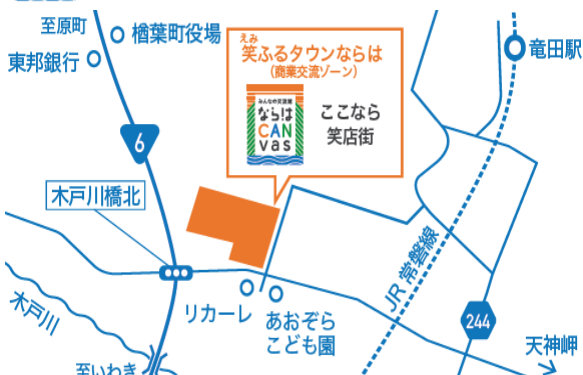 至原町
楢葉町役場
東邦銀行
えみ
笑ふるタウンならは
(商業交流ゾーン)
みんなの交流館
ならは
CAN
vas
ここなら
笑店街
竜田駅
6
木戸川橋北
JR常磐線
木戸川
リカーレ
あおぞら
こども園
244
天神岬
至いわき